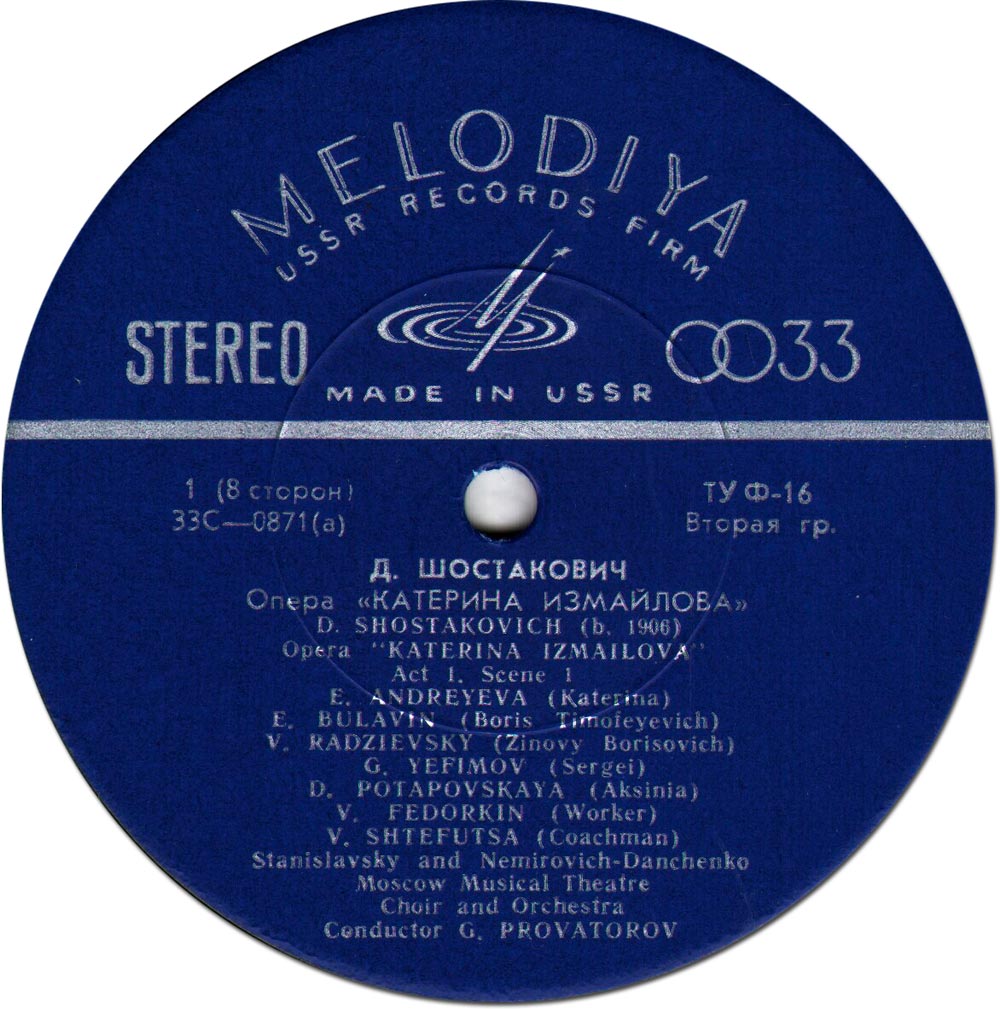 MELODIYA
USSR RECORDS FIRM
STEREO
33
MADE IN USSR
1 (8 сторон)
33С—0871(а)
ТУ Ф-16
Вторая гр.
Д. ШОСТАКОВИЧ
Опера «КАТЕРИНА ИЗМАЙЛОВА»
D. SHOSTAKOVICH (b. 1906)
Opera "KATERINA IZMAILOVA"
Act 1. Scene 1
E. ANDREYEVA (Katerina)
E. BULAVIN (Boris Timofeyevich)
V. RADZIEVSKY (Zinovy Borisovich)
G. YEFIMOV (Sergei)
D. POTAPOVSKAYA (Aksinia)
V. FEDORKIN (Worker)
V. SHTEFUTSA (Coachman)
Stanislavsky and Nemirovich-Danchenko
Moscow Musical Theatre
Choir and Orchestra
Conductor G. PROVATOROV